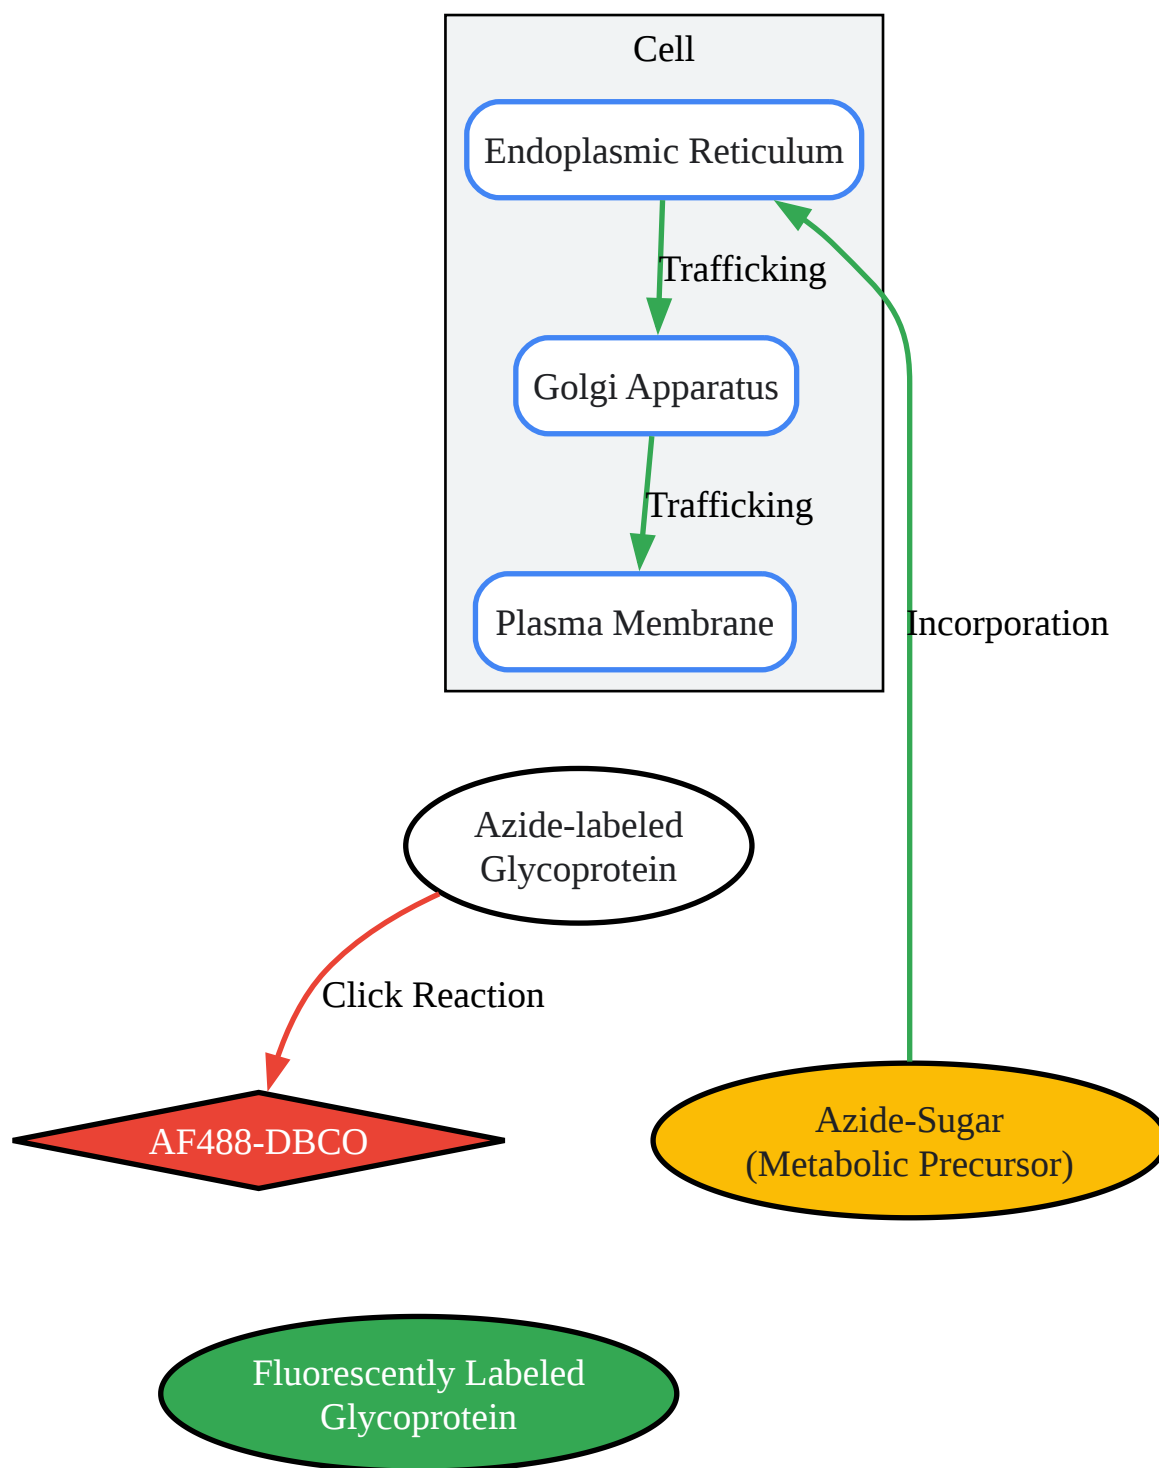 Cell
Endoplasmic Reticulum
Trafficking
Golgi Apparatus
Trafficking
Plasma Membrane
Incorporation
Azide-labeled
Glycoprotein
Click Reaction
AF488-DBCO
Azide-Sugar
(Metabolic Precursor)
Fluorescently Labeled
Glycoprotein